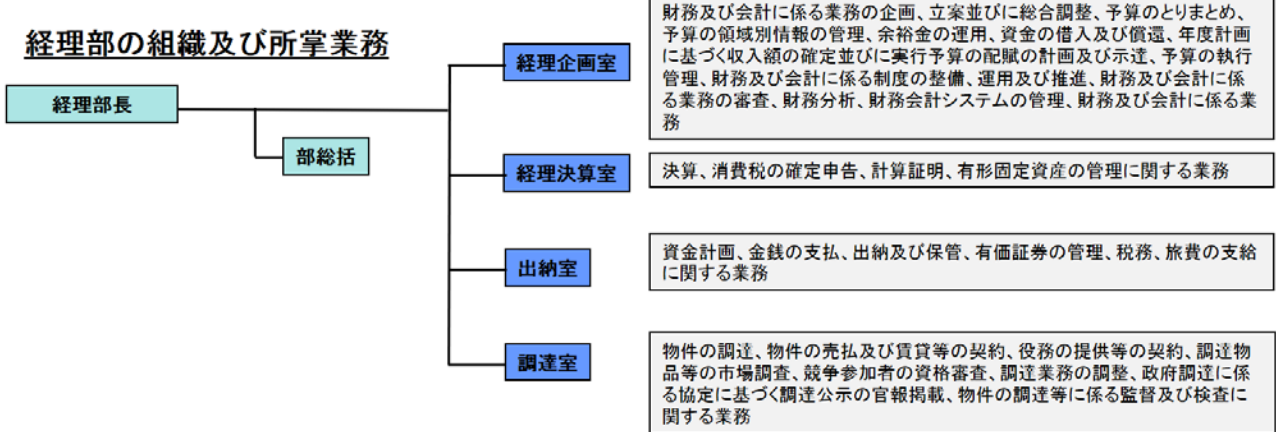 経理部の組織及び所掌業務
経理部長
部総括
経理企画室
財務及び会計に係る業務の企画、立案並びに総合調整、予算のとりまとめ、
予算の領域別情報の管理、余裕金の運用、資金の借入及び償還、年度計画
に基づく収入額の確定並びに実行予算の配賦の計画及び示達、予算の執行
管理、財務及び会計に係る制度の整備、運用及び推進、財務及び会計に係
る業務の審査、財務分析、財務会計システムの管理、財務及び会計に係る業
務
経理決算室
決算、消費税の確定申告、計算証明、有形固定資産の管理に関する業務
出納室
資金計画、金銭の支払、出納及び保管、有価証券の管理、税務、旅費の支給
に関する業務
調達室
物件の調達、物件の売払及び賃貸等の契約、役務の提供等の契約、調達物
品等の市場調査、競争参加者の資格審査、調達業務の調整、政府調達に係
る協定に基づく調達公示の官報掲載、物件の調達等に係る監督及び検査に
関する業務